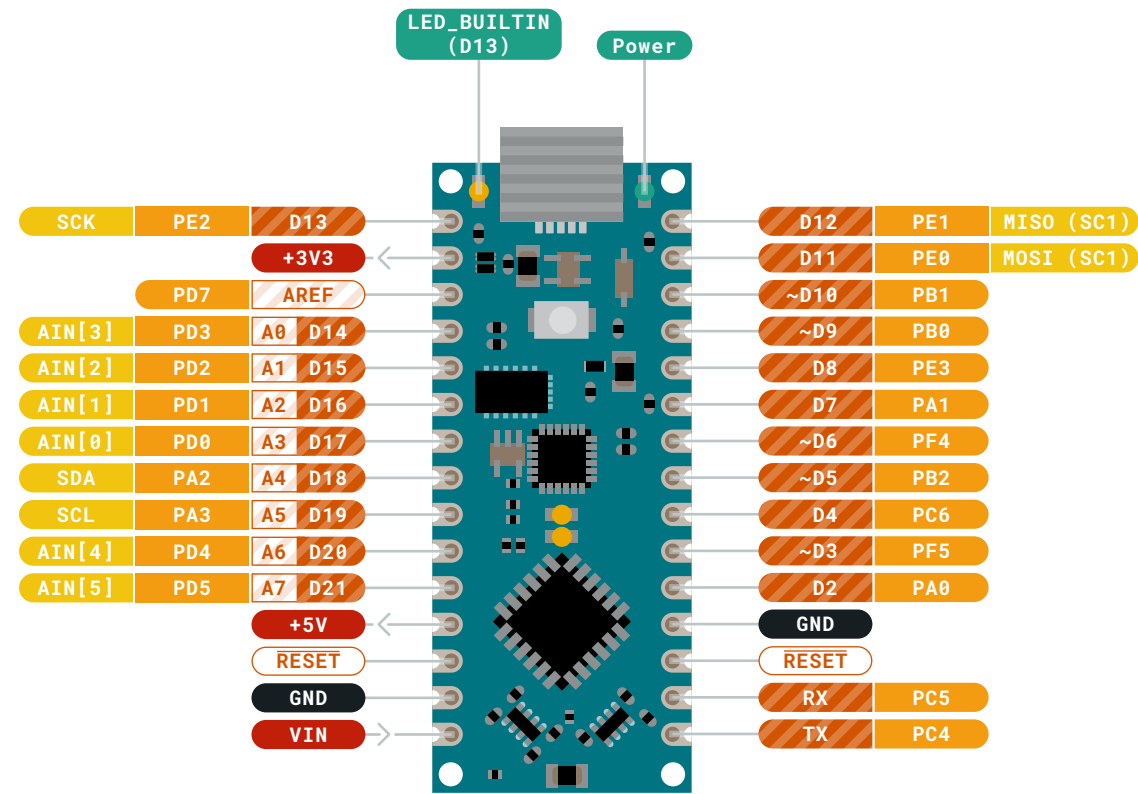 LED_BUILTIN
(D13)
Power
SCK PE2 D13
+3V3
PD7 AREF
AIN[3] PD3 A0 D14
AIN[2] PD2 A1 D15
AIN[1] PD1 A2 D16
AIN[0] PD0 A3 D17
SDA PA2 A4 D18
SCL PA3 A5 D19
AIN[4] PD4 A6 D20
AIN[5] PD5 A7 D21
+5V
RESET
GND
VIN
D12 PE1 MISO (SC1)
D11 PE0 MOSI (SC1)
~D10 PB1
~D9 PB0
D8 PE3
D7 PA1
~D6 PF4
~D5 PB2
D4 PC6
~D3 PF5
D2 PA0
GND
RESET
RX PC5
TX PC4